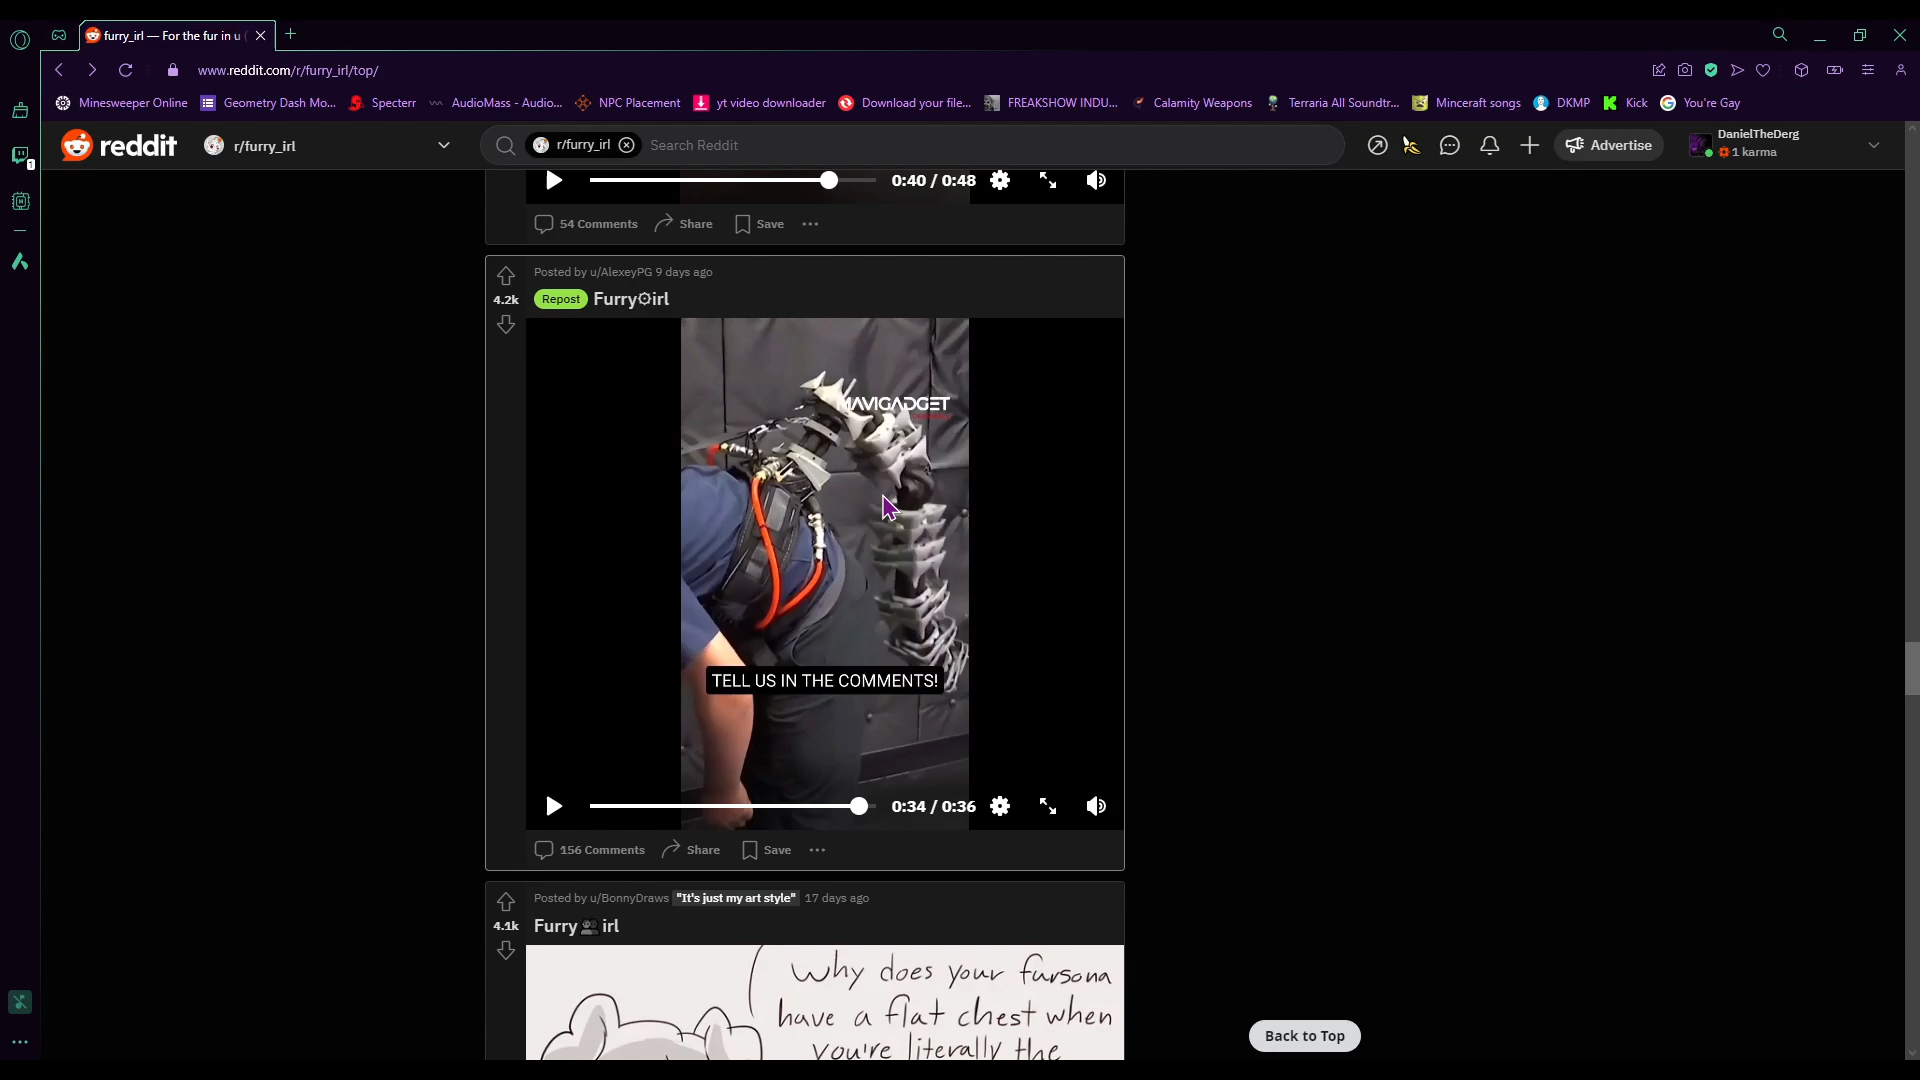 furry_irl — For the fur in u (
www.reddit.com/r/furry_irl/top/
Minesweeper Online Geometry Dash Mo... Specterr AudioMass - Audio... NPC Placement yt video downloader Download your file... FREAKSHOW INDU... Calamity Weapons Terraria All Soundtr... Minceraft songs DKMP Kick You're Gay
reddit r/furry_irl r/furry_irl Search Reddit Advertise DanielTheDerg
1 karma
1
0:40 / 0:48
54 Comments Share Save
Posted by u/AlexeyPG 9 days ago
4.2k Repost Furry⚙irl
MAVIGADGET
TELL US IN THE COMMENTS!
0:34 / 0:36
156 Comments Share Save
Posted by u/BonnyDraws "It's just my art style" 17 days ago
4.1k Furry👥irl
Why does your fursona
have a flat chest when
you're literally the
Back to Top